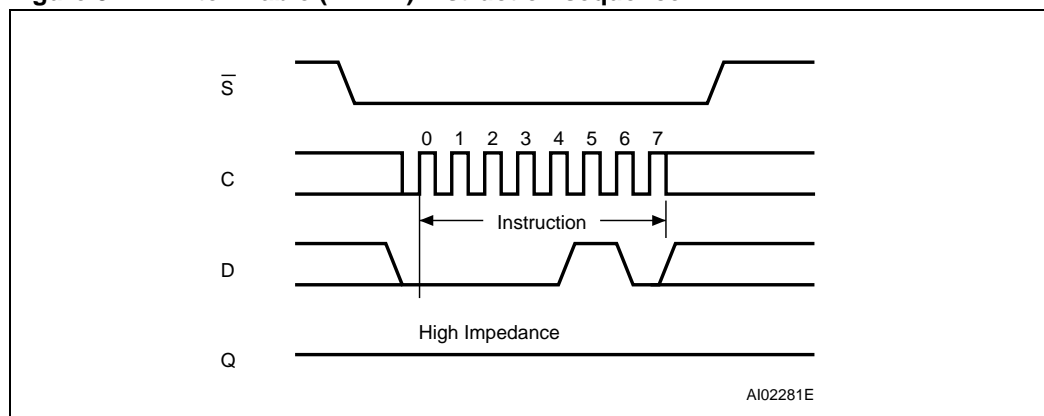 S̅
0 1 2 3 4 5 6 7
C
Instruction
D
High Impedance
Q
AI02281E